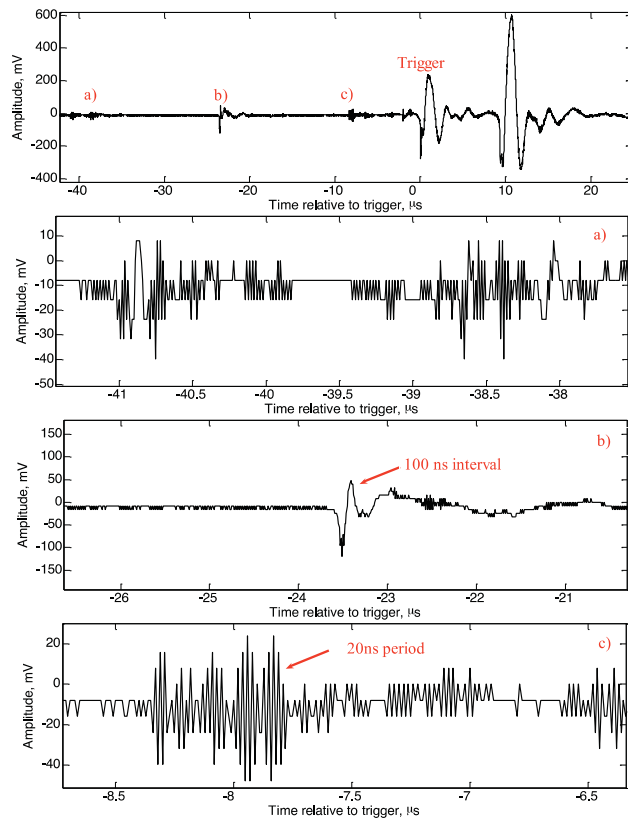 600
400
200
0
200
400
Amplitude, mV
a)
b)
c)
Trigger
-40
-30
-20
-10
0
10
20
Time relative to trigger, μs
10
0
-10
-20
-30
-40
-50
Amplitude, mV
a)
-41
-40.5
-40
-39.5
-39
-38.5
-38
Time relative to trigger, μs
150
100
50
0
-50
-100
-150
Amplitude, mV
b)
100 ns interval
-26
-25
-24
-23
-22
-21
Time relative to trigger, μs
20
0
-20
-40
Amplitude, mV
c)
20ns period
-8.5
-8
-7.5
-7
-6.5
Time relative to trigger, μs